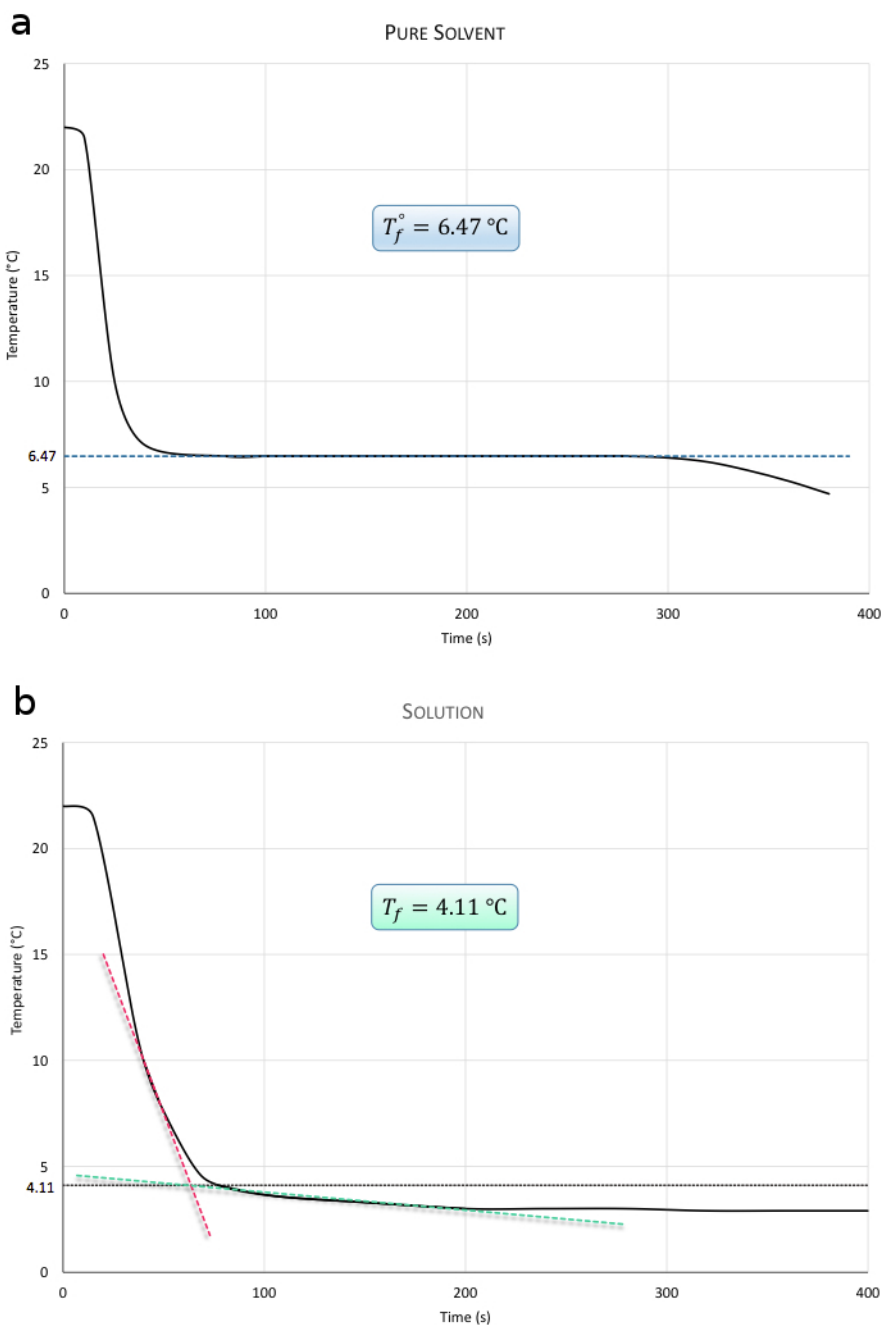 a
PURE SOLVENT
25
20
15
10
6.47
5
0
Temperature (°C)
T°f = 6.47 °C
0 100 200 300 400
Time (s)
b
SOLUTION
25
20
15
10
5
4.11
0
Temperature (°C)
Tf = 4.11 °C
0 100 200 300 400
Time (s)